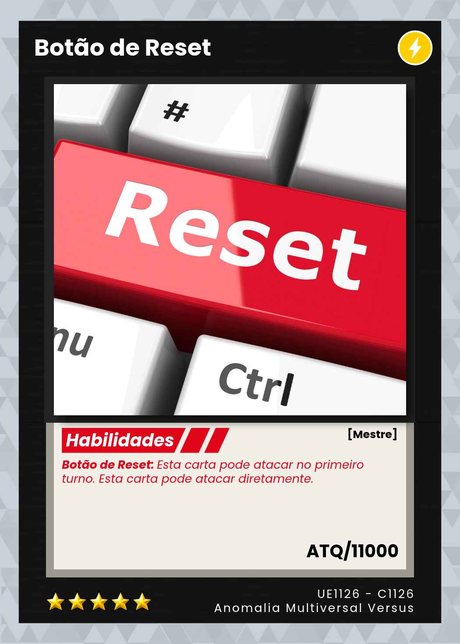 Botão de Reset
#
Reset
nu
Ctrl
Habilidades
[Mestre]
Botão de Reset: Esta carta pode atacar no primeiro
turno. Esta carta pode atacar diretamente.
ATQ/11000
UE1126 - C1126
Anomalia Multiversal Versus